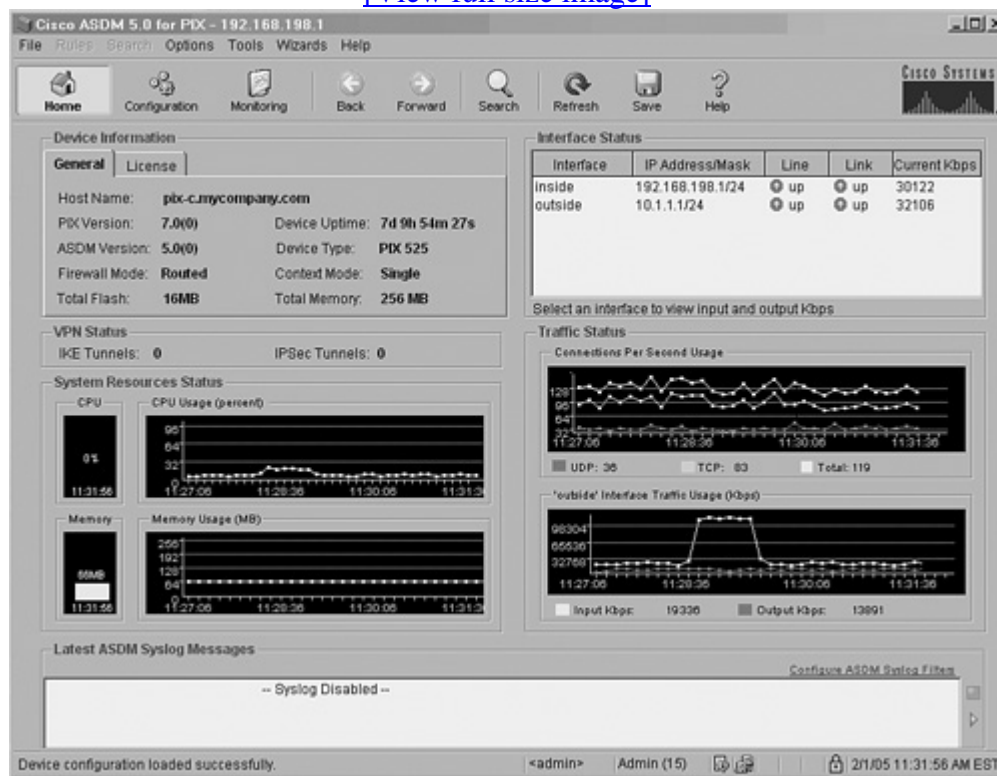 [View full size image]
Cisco ASDM 5.0 for PIX - 192.168.198.1
File Rules Search Options Tools Wizards Help
Home Configuration Monitoring Back Forward Search Refresh Save Help
CISCO SYSTEMS
Device Information
General License
Host Name: pix-c.mycompany.com
PIX Version: 7.0(0) Device Uptime: 7d 9h 54m 27s
ASDM Version: 5.0(0) Device Type: PIX 525
Firewall Mode: Routed Context Mode: Single
Total Flash: 16MB Total Memory: 256 MB
Interface Status
Interface IP Address/Mask Line Link Current Kbps
inside 192.168.198.1/24 up up 30122
outside 10.1.1.1/24 up up 32106
Select an interface to view input and output Kbps
VPN Status
IKE Tunnels: 0 IPSec Tunnels: 0
System Resources Status
CPU
0%
11:31:56
CPU Usage (percent)
96
64
32
0
11:27:06 11:28:36 11:30:06 11:31:3
Memory
66MB
11:31:56
Memory Usage (MB)
256
192
128
64
0
11:27:06 11:28:36 11:30:06 11:31:3
Traffic Status
Connections Per Second Usage
128
96
64
32
11:27:06 11:28:36 11:30:06 11:31:36
UDP: 36 TCP: 83 Total: 119
'outside' Interface Traffic Usage (Kbps)
98304
65536
32768
11:27:06 11:28:36 11:30:06 11:31:36
Input Kbps: 19336 Output Kbps: 13891
Latest ASDM Syslog Messages
Configure ASDM Syslog Filters
-- Syslog Disabled --
Device configuration loaded successfully. <admin> Admin (15) 2/1/05 11:31:56 AM EST